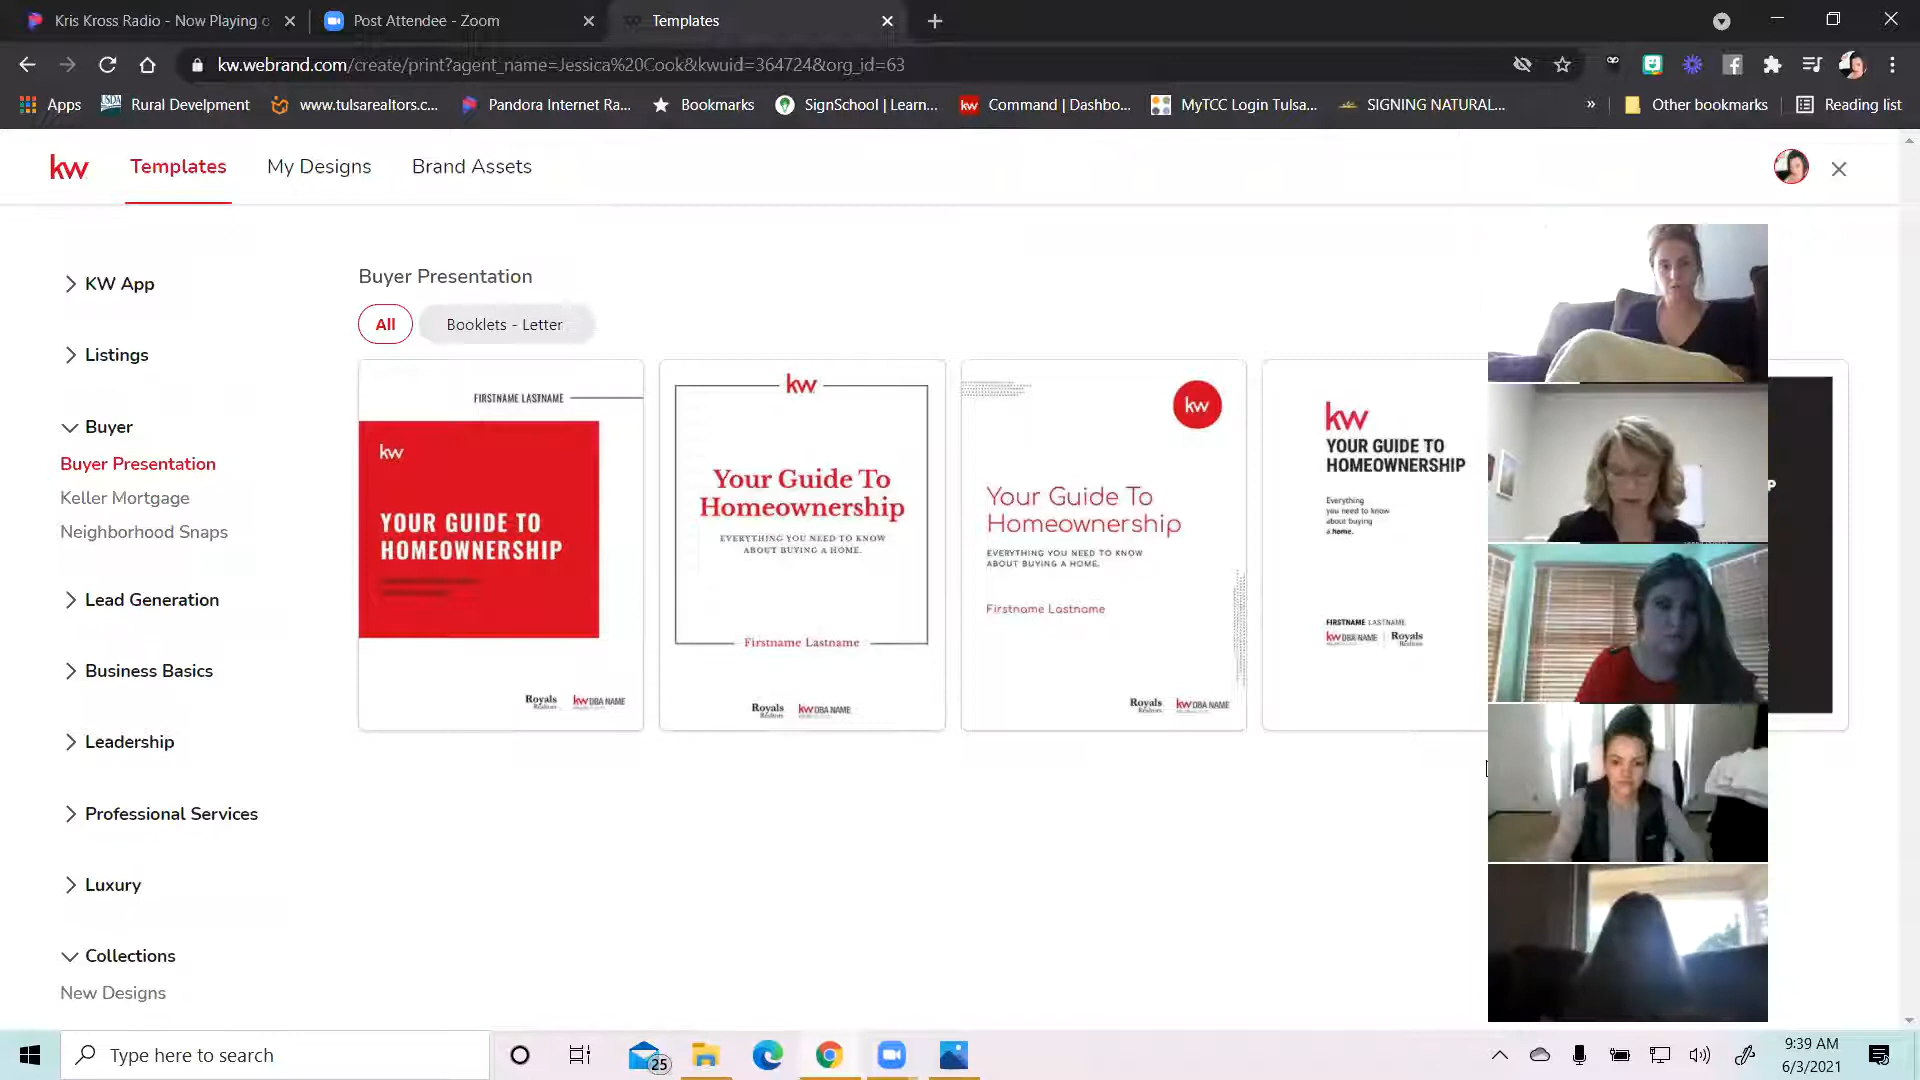 Kris Kross Radio - Now Playing o
Post Attendee - Zoom
Templates
kw.webrand.com/create/print?agent_name=Jessica%20Cook&kwuid=364724&org_id=63
Apps
Rural Develpment
www.tulsarealtors.c...
Pandora Internet Ra...
Bookmarks
SignSchool | Learn...
kw
Command | Dashbo...
MyTCC Login Tulsa...
SIGNING NATURAL...
»
Other bookmarks
Reading list
kw
Templates
My Designs
Brand Assets
KW App
Listings
Buyer
Buyer Presentation
Keller Mortgage
Neighborhood Snaps
Lead Generation
Business Basics
Leadership
Professional Services
Luxury
Collections
New Designs
Buyer Presentation
All
Booklets - Letter
FIRSTNAME LASTNAME
kw
YOUR GUIDE TO
HOMEOWNERSHIP
Royals
Realtors
kw DBA NAME
kw
Your Guide To
Homeownership
EVERYTHING YOU NEED TO KNOW
ABOUT BUYING A HOME.
Firstname Lastname
Royals
Realtors
kw DBA NAME
kw
Your Guide To
Homeownership
EVERYTHING YOU NEED TO KNOW
ABOUT BUYING A HOME.
Firstname Lastname
Royals
Realtors
kw DBA NAME
kw
YOUR GUIDE TO
HOMEOWNERSHIP
Everything
you need to know
about buying
a home.
FIRSTNAME LASTNAME
kw DBA NAME
Royals
Realtors
P
Type here to search
25
9:39 AM
6/3/2021